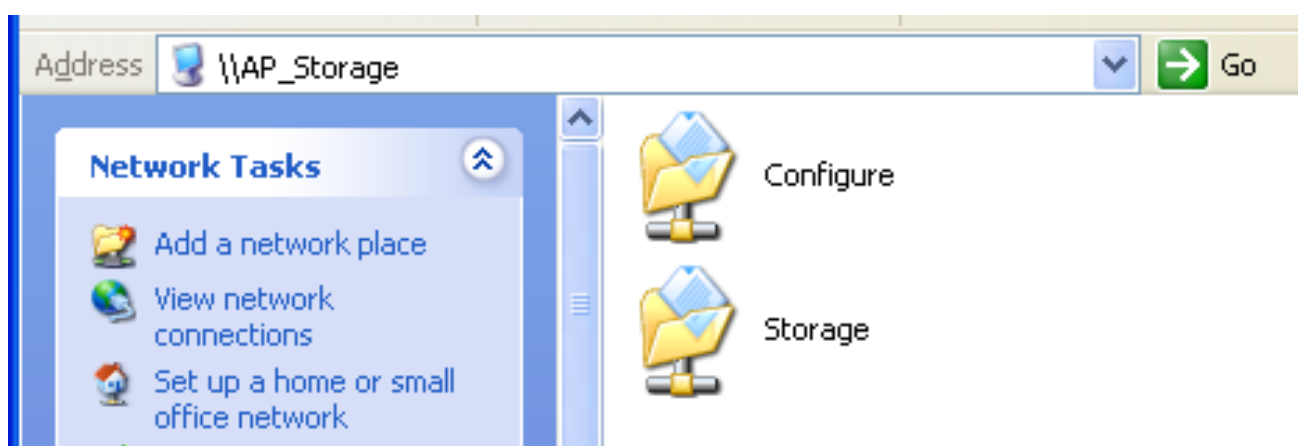 Address \\AP_Storage Go
Network Tasks
Add a network place
View network
connections
Set up a home or small
office network
Configure
Storage